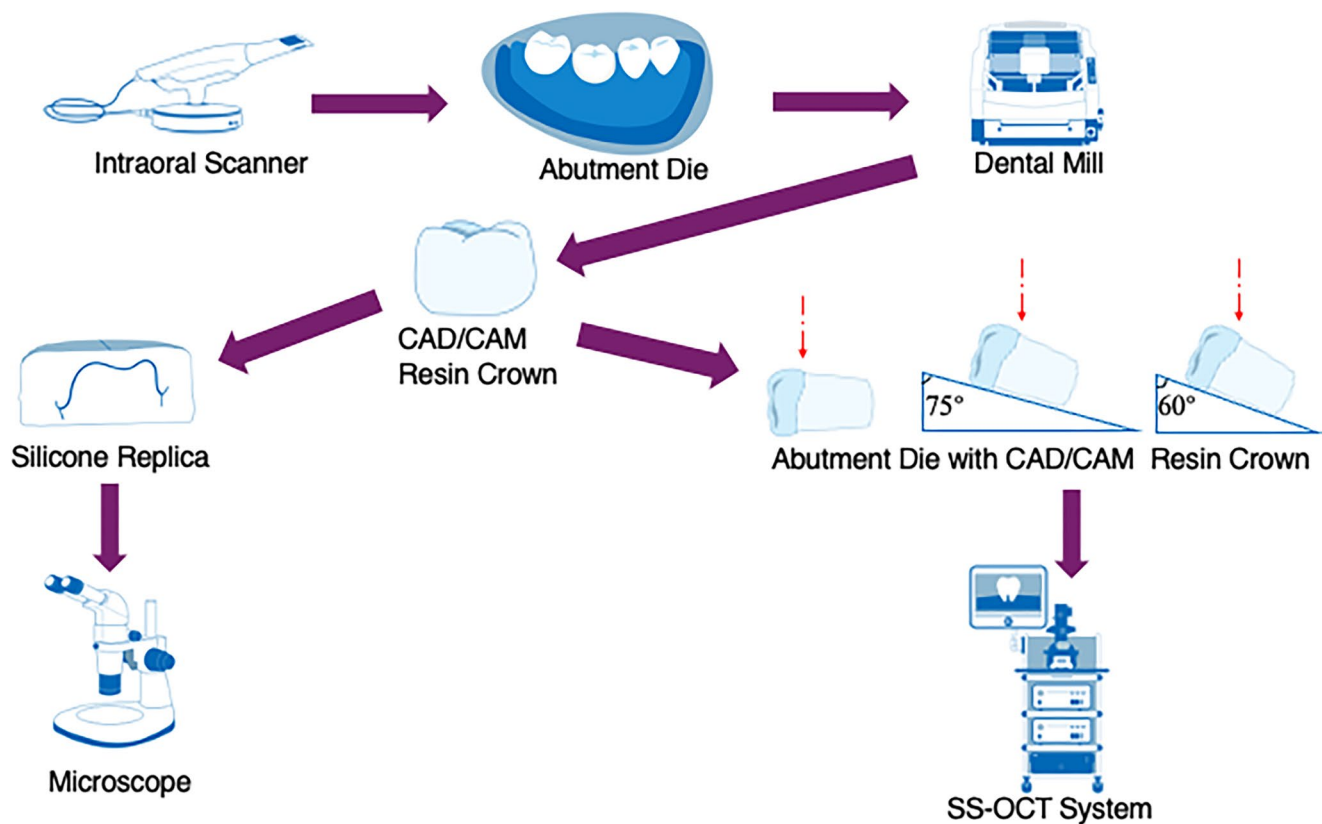 Intraoral Scanner
Abutment Die
Dental Mill
CAD/CAM
Resin Crown
75°
60°
Silicone Replica
Abutment Die with CAD/CAM Resin Crown
Microscope
SS-OCT System